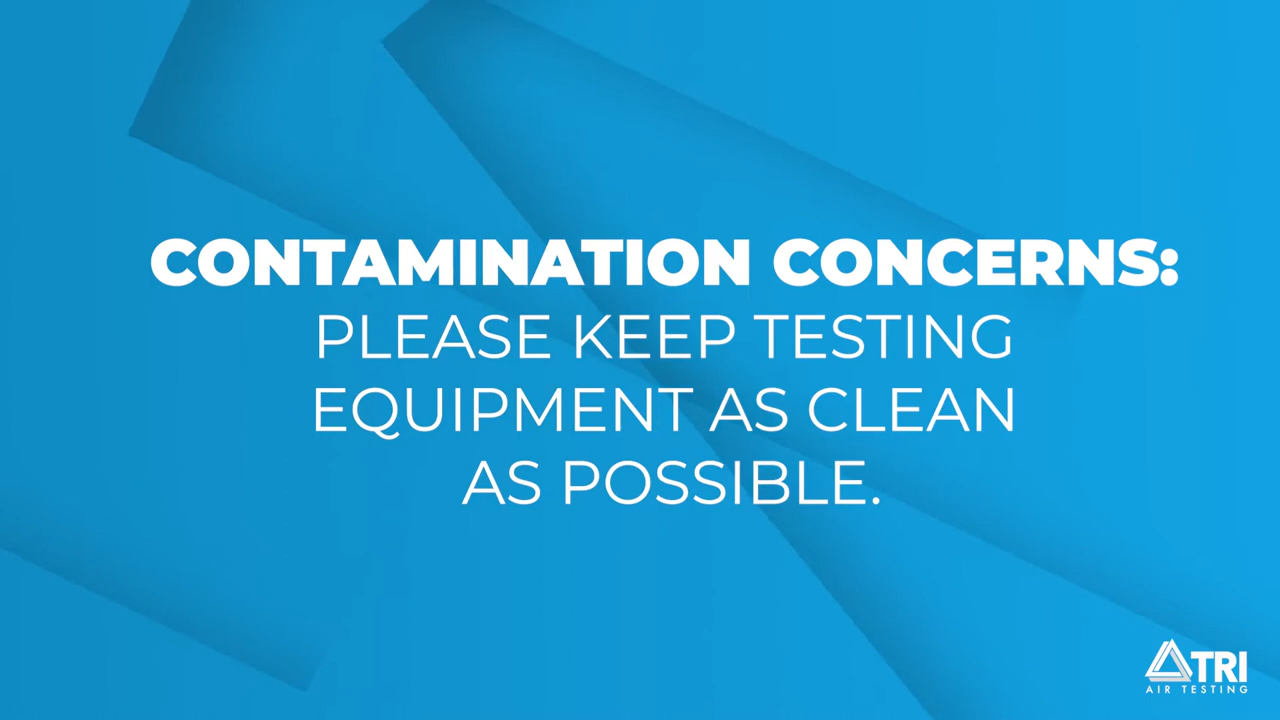 CONTAMINATION CONCERNS:
PLEASE KEEP TESTING
EQUIPMENT AS CLEAN
AS POSSIBLE.
TRI
AIR TESTING